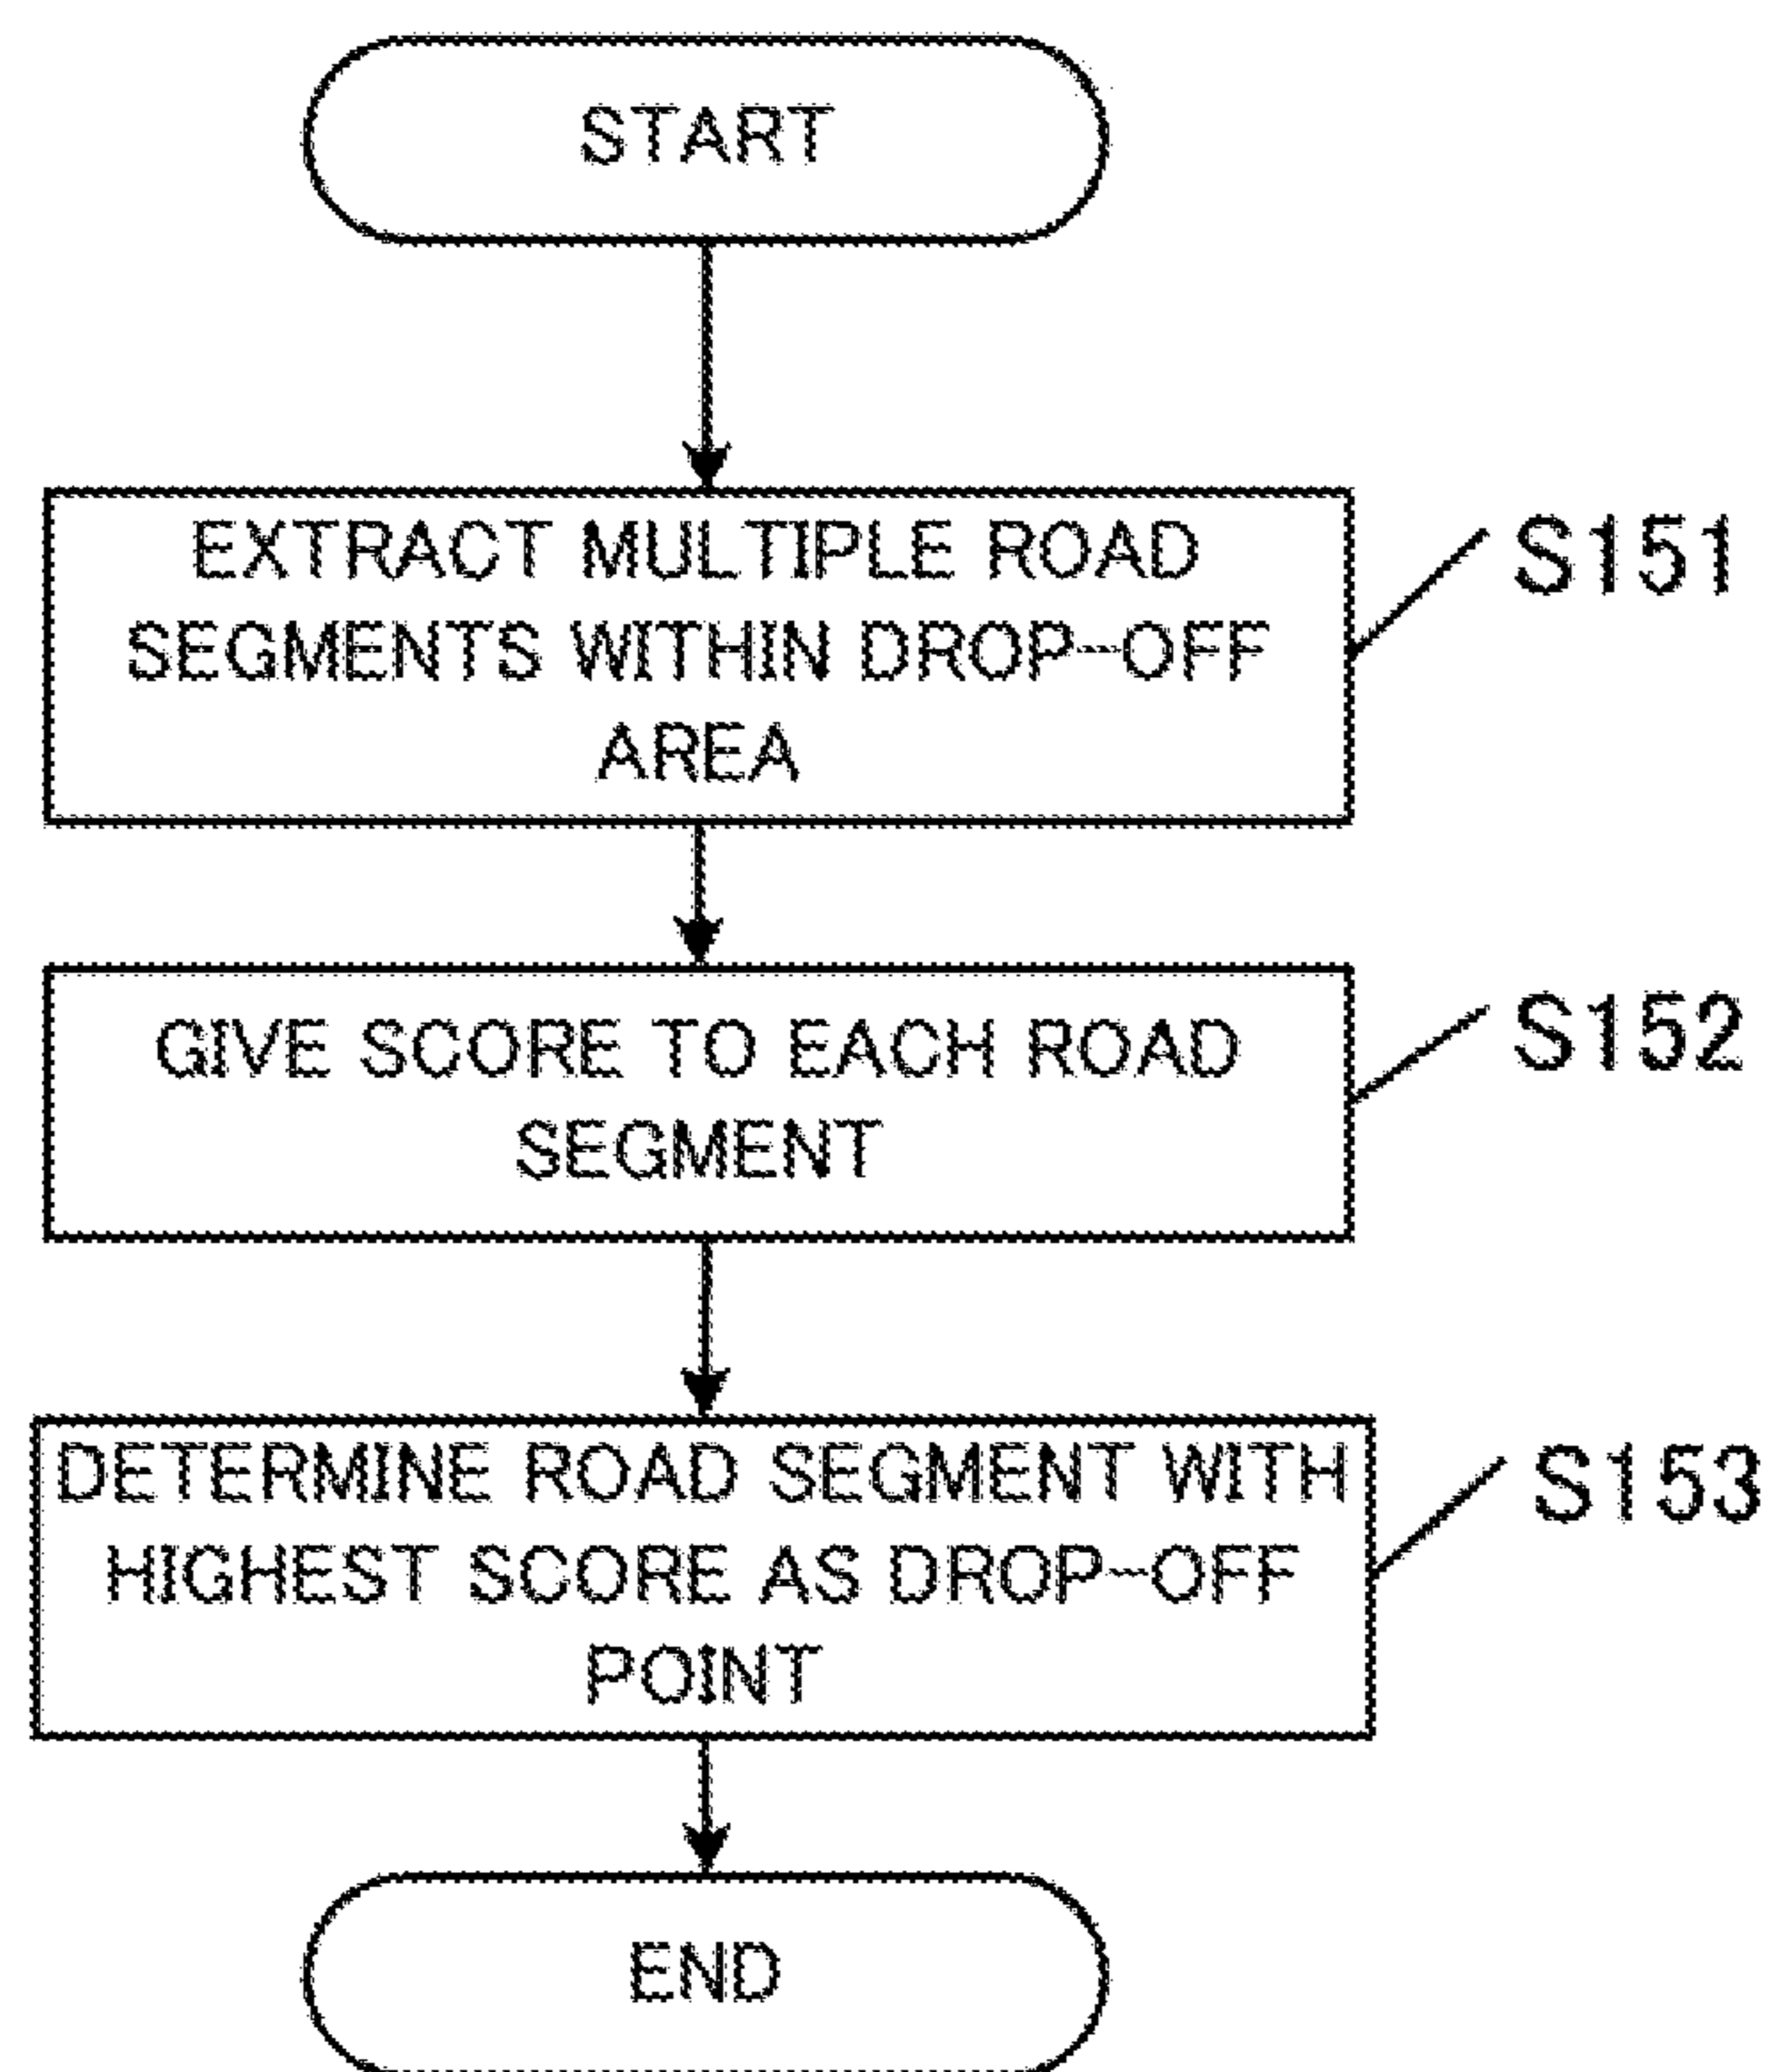 START
EXTRACT MULTIPLE ROAD
SEGMENTS WITHIN DROP-OFF
AREA
S151
GIVE SCORE TO EACH ROAD
SEGMENT
S152
DETERMINE ROAD SEGMENT WITH
HIGHEST SCORE AS DROP-OFF
POINT
S153
END